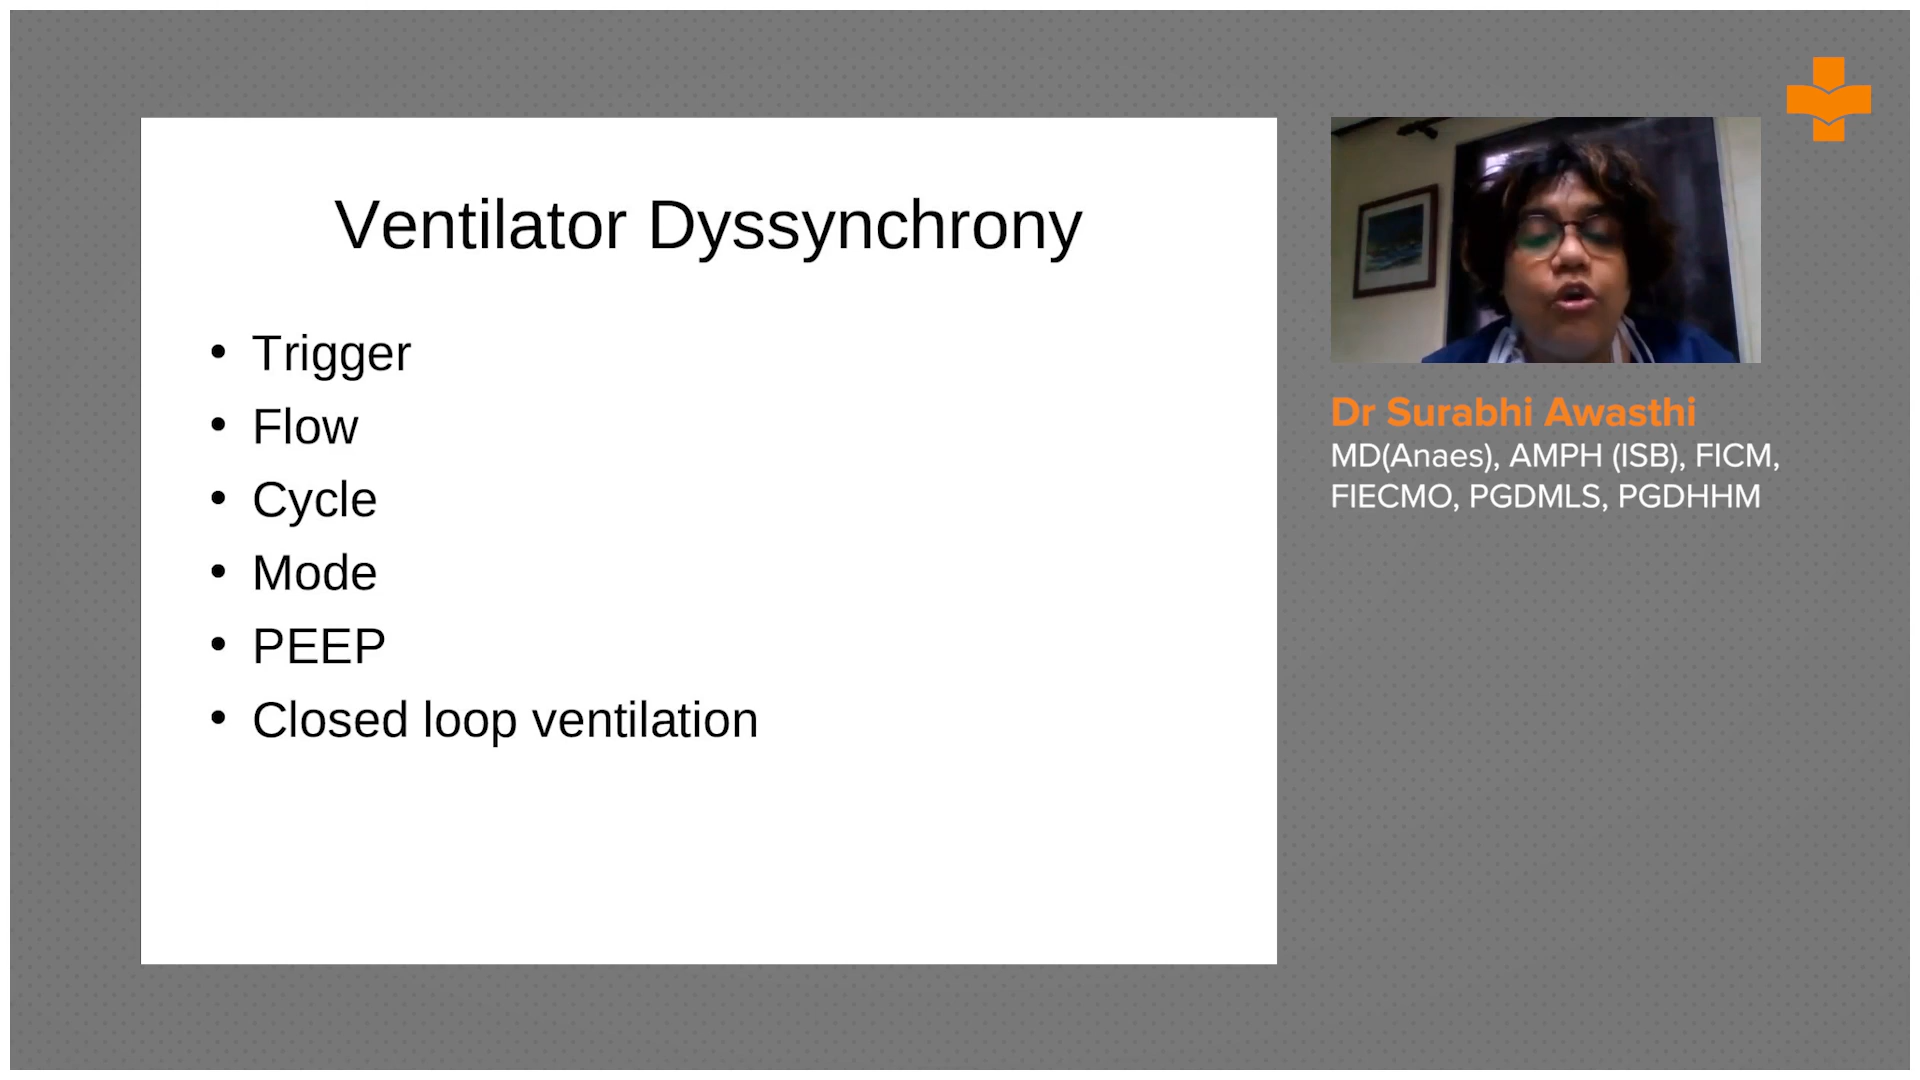 Ventilator Dyssynchrony
• Trigger
• Flow
• Cycle
• Mode
• PEEP
• Closed loop ventilation
Dr Surabhi Awasthi
MD(Anaes), AMPH (ISB), FICM,
FIECMO, PGDMLS, PGDHHM